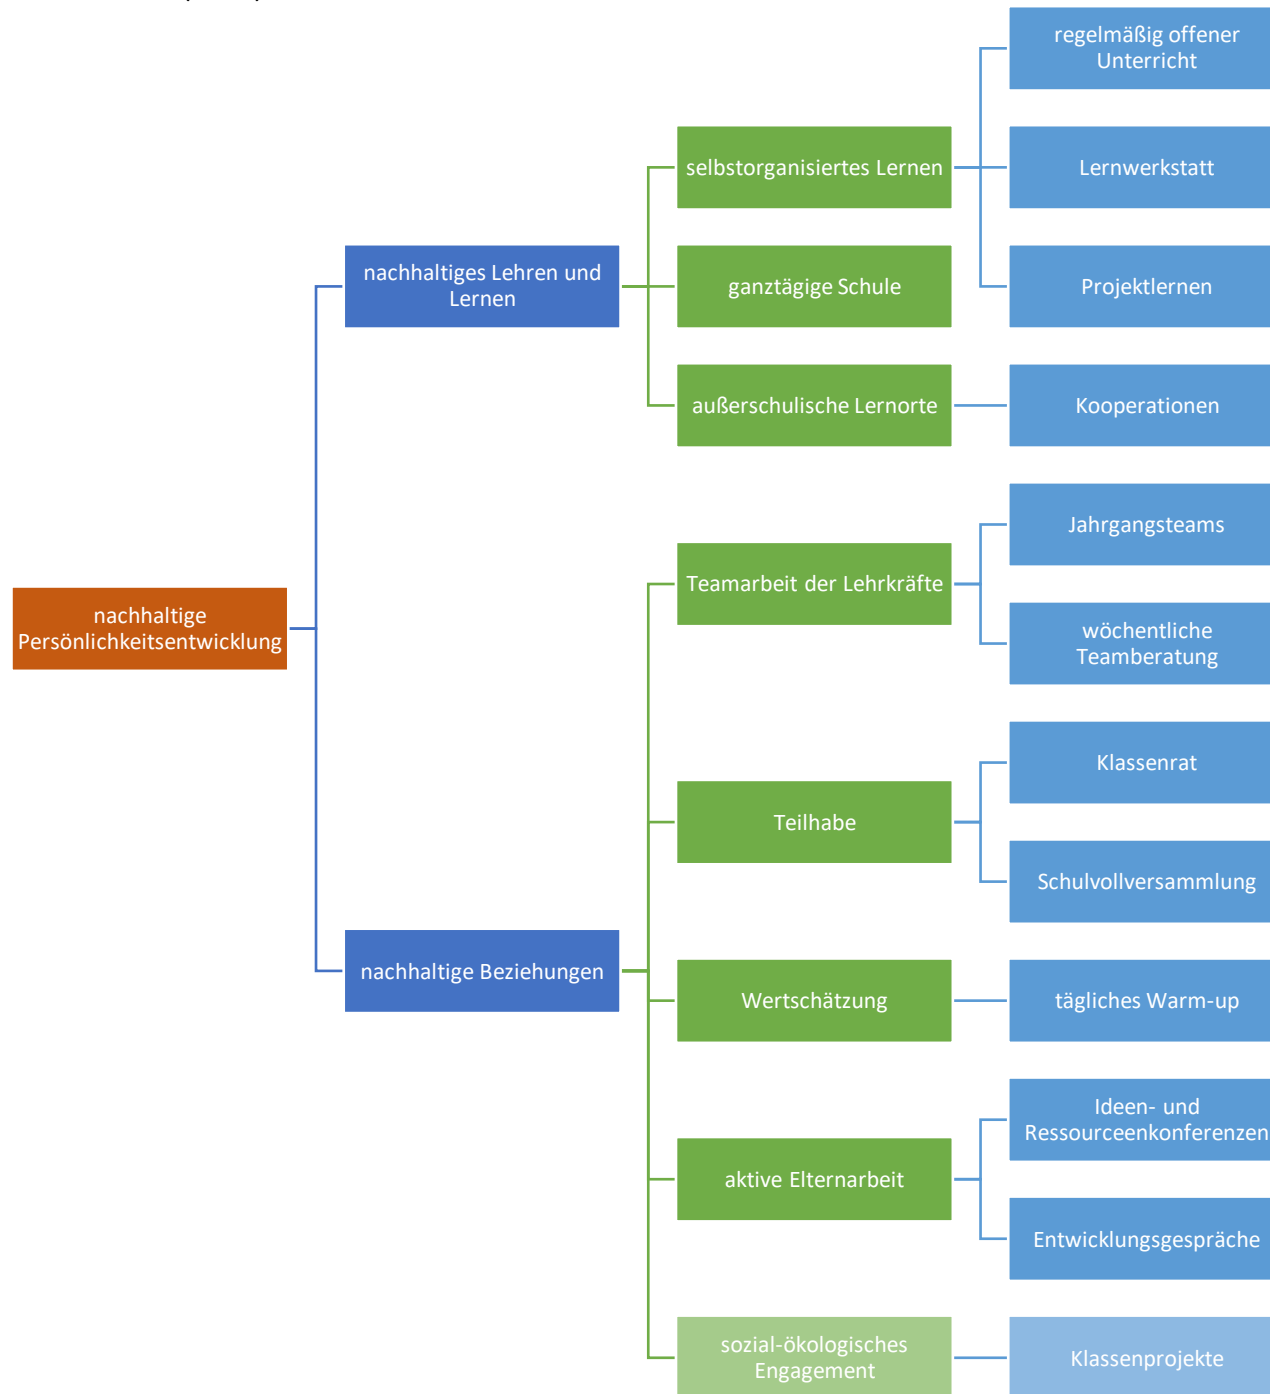 nachhaltige
Persönlichkeitsentwicklung
nachhaltiges Lehren und
Lernen
selbstorganisiertes Lernen
regelmäßig offener
Unterricht
Lernwerkstatt
Projektlernen
ganztägige Schule
außerschulische Lernorte
Kooperationen
nachhaltige Beziehungen
Teamarbeit der Lehrkräfte
Jahrgangsteams
wöchentliche
Teamberatung
Teilhabe
Klassenrat
Schulvollversammlung
Wertschätzung
tägliches Warm-up
aktive Elternarbeit
Ideen- und
Ressourceenkonferenzen
Entwicklungsgespräche
sozial-ökologisches
Engagement
Klassenprojekte